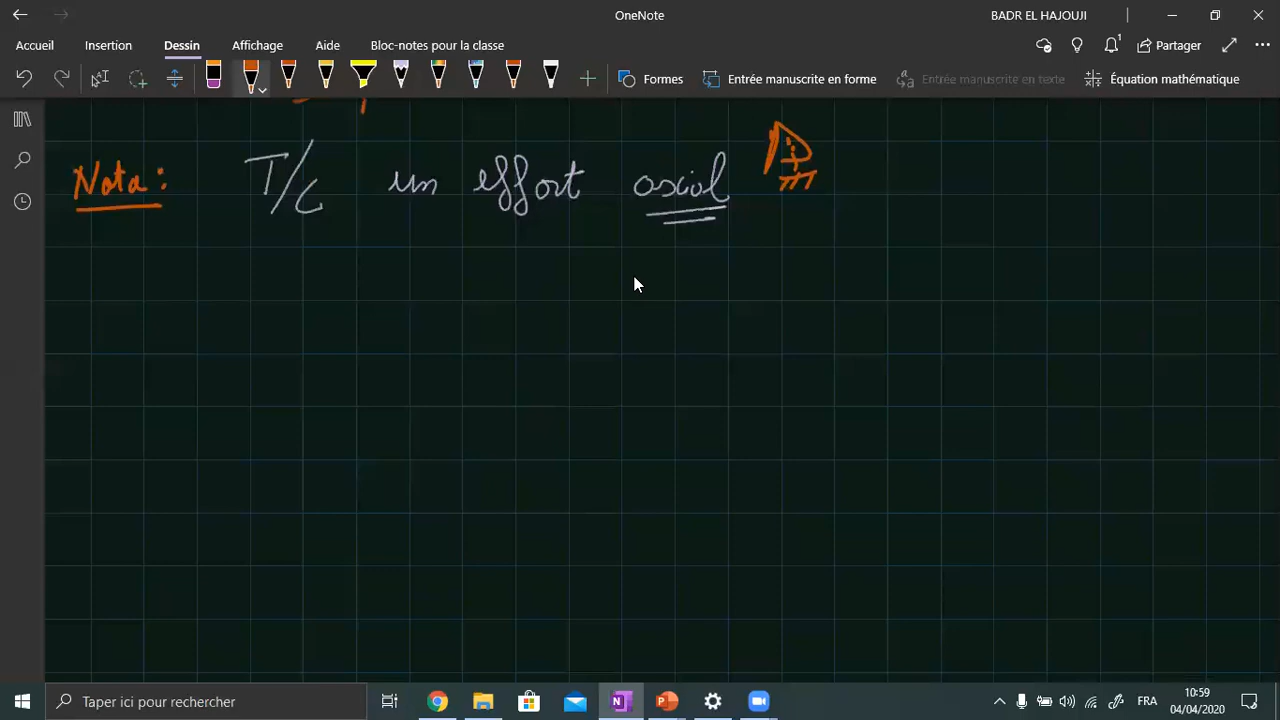 OneNote
BADR EL HAJOUJI
Accueil Insertion Dessin Affichage Aide Bloc-notes pour la classe
Partager
Formes Entrée manuscrite en forme Entrée manuscrite en texte Équation mathématique
Nota: T/C un effort axial
Taper ici pour rechercher
FRA
10:59
04/04/2020